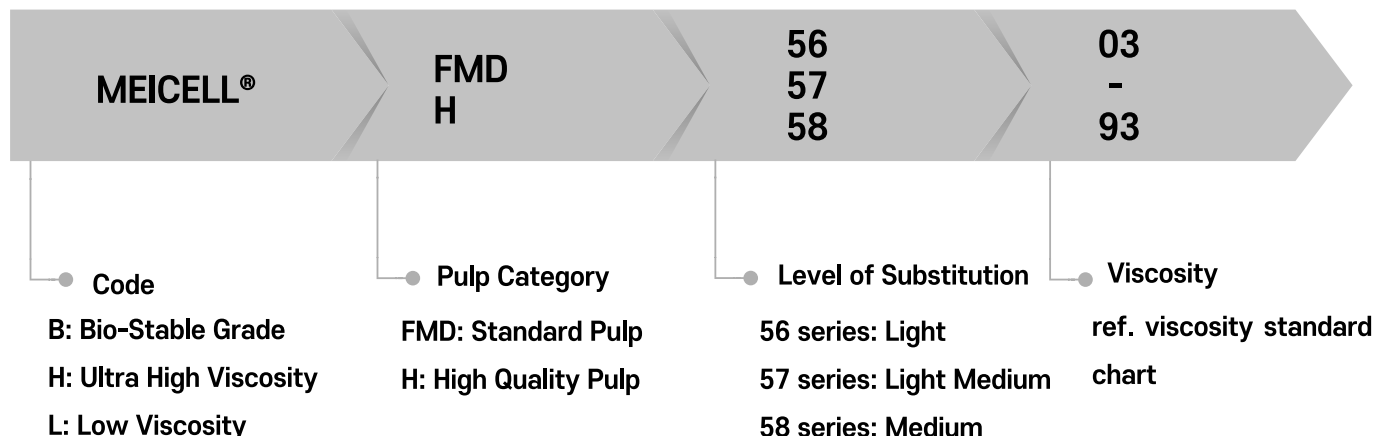 MEICELL®
FMD
H
56
57
58
03
-
93
Code
B: Bio-Stable Grade
H: Ultra High Viscosity
L: Low Viscosity
Pulp Category
FMD: Standard Pulp
H: High Quality Pulp
Level of Substitution
56 series: Light
57 series: Light Medium
58 series: Medium
Viscosity
ref. viscosity standard
chart